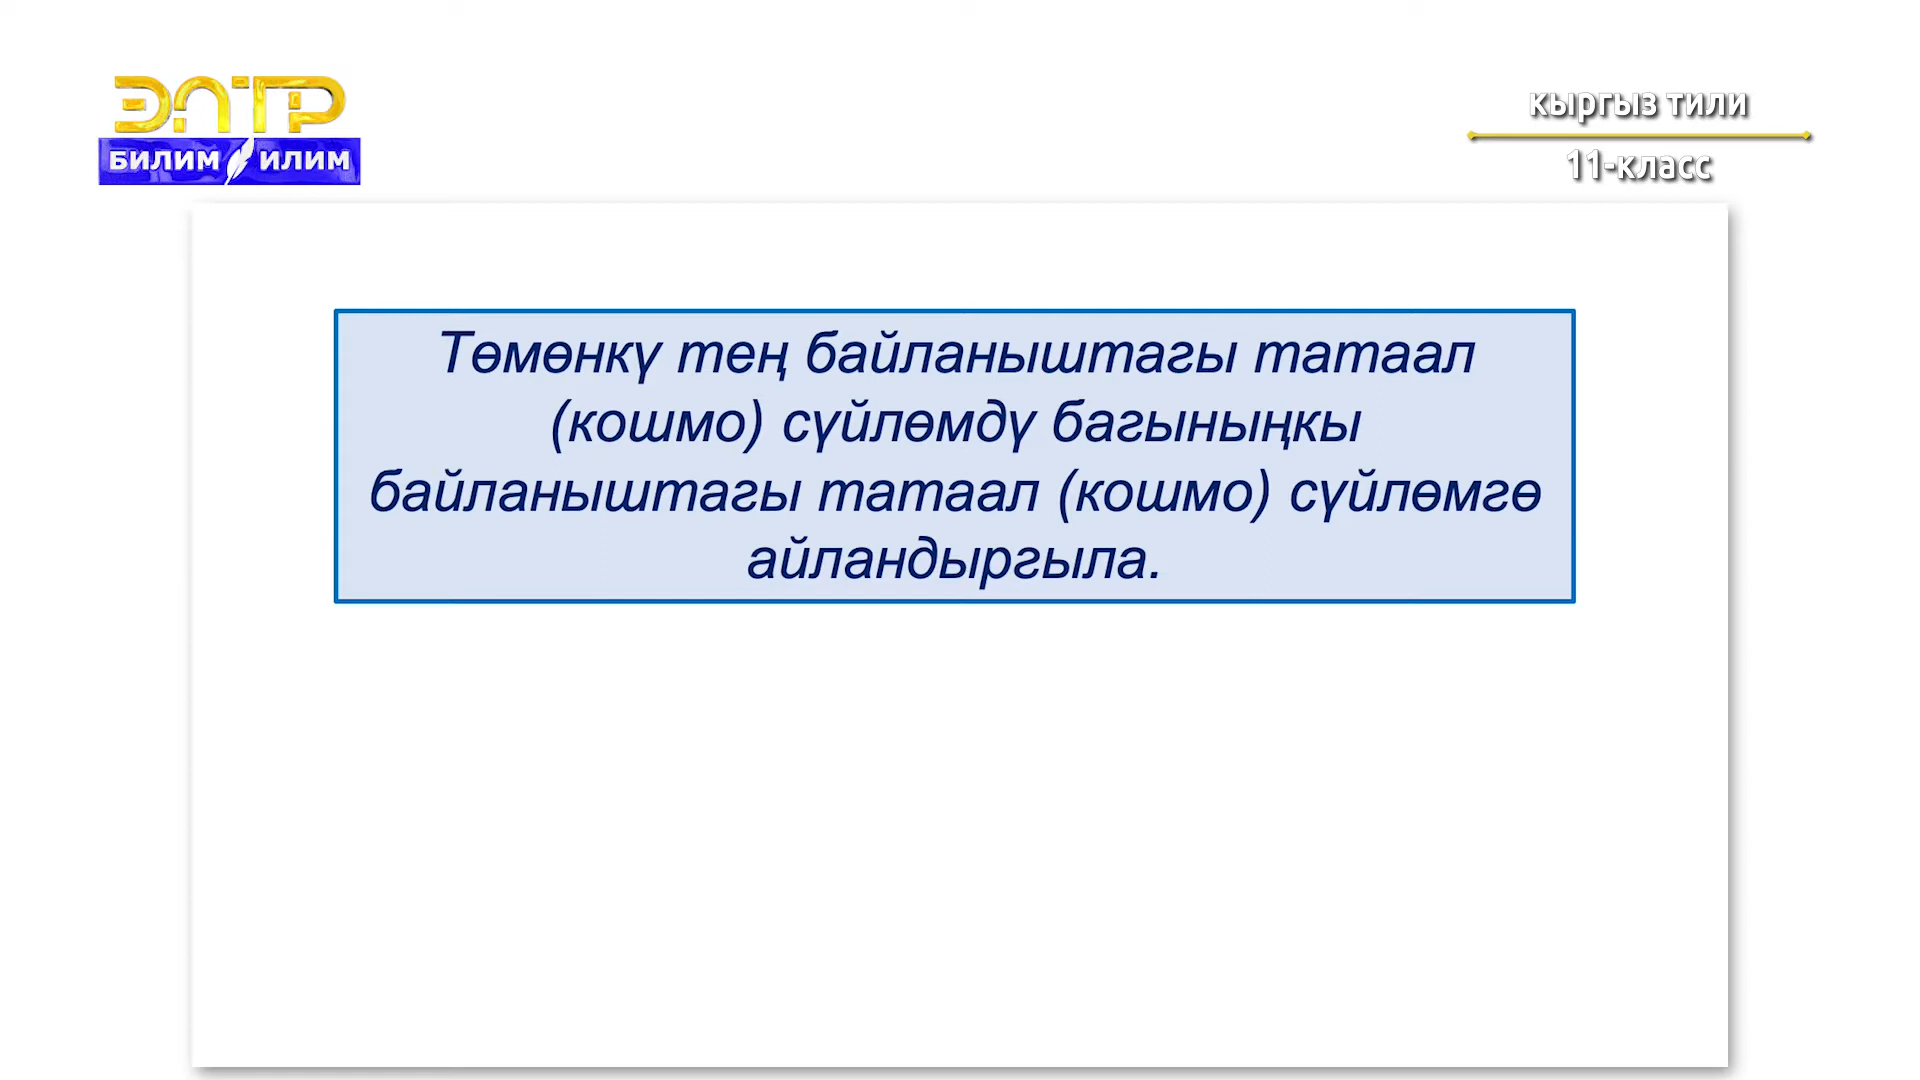 ЭЛТР
БИЛИМ ИЛИМ
кыргыз тили
11-класс
Төмөнкү тең байланыштагы татаал
(кошмо) сүйлөмдү багыныңкы
байланыштагы татаал (кошмо) сүйлөмгө
айландыргыла.